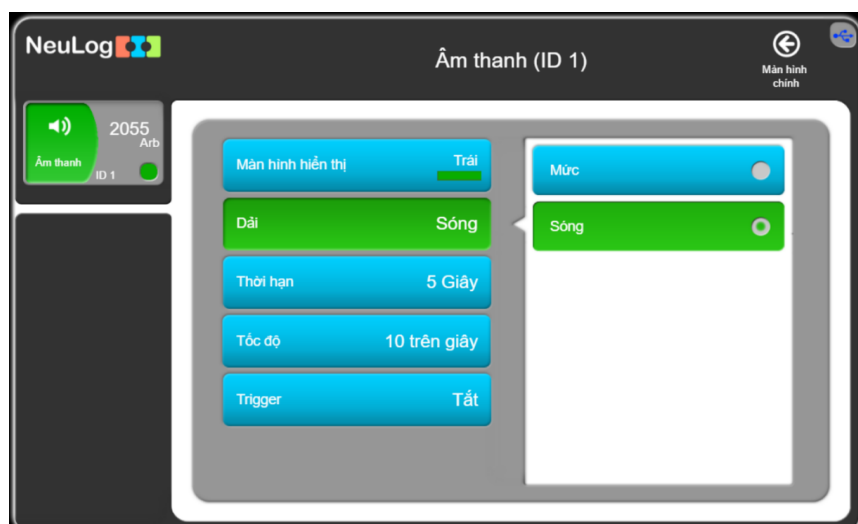 NeuLog
Âm thanh (ID 1)
Màn hình
chính
2055
Arb
Âm thanh
ID 1
Màn hình hiển thị Trái
Dải Sóng
Thời hạn 5 Giây
Tốc độ 10 trên giây
Trigger Tắt
Mức
Sóng